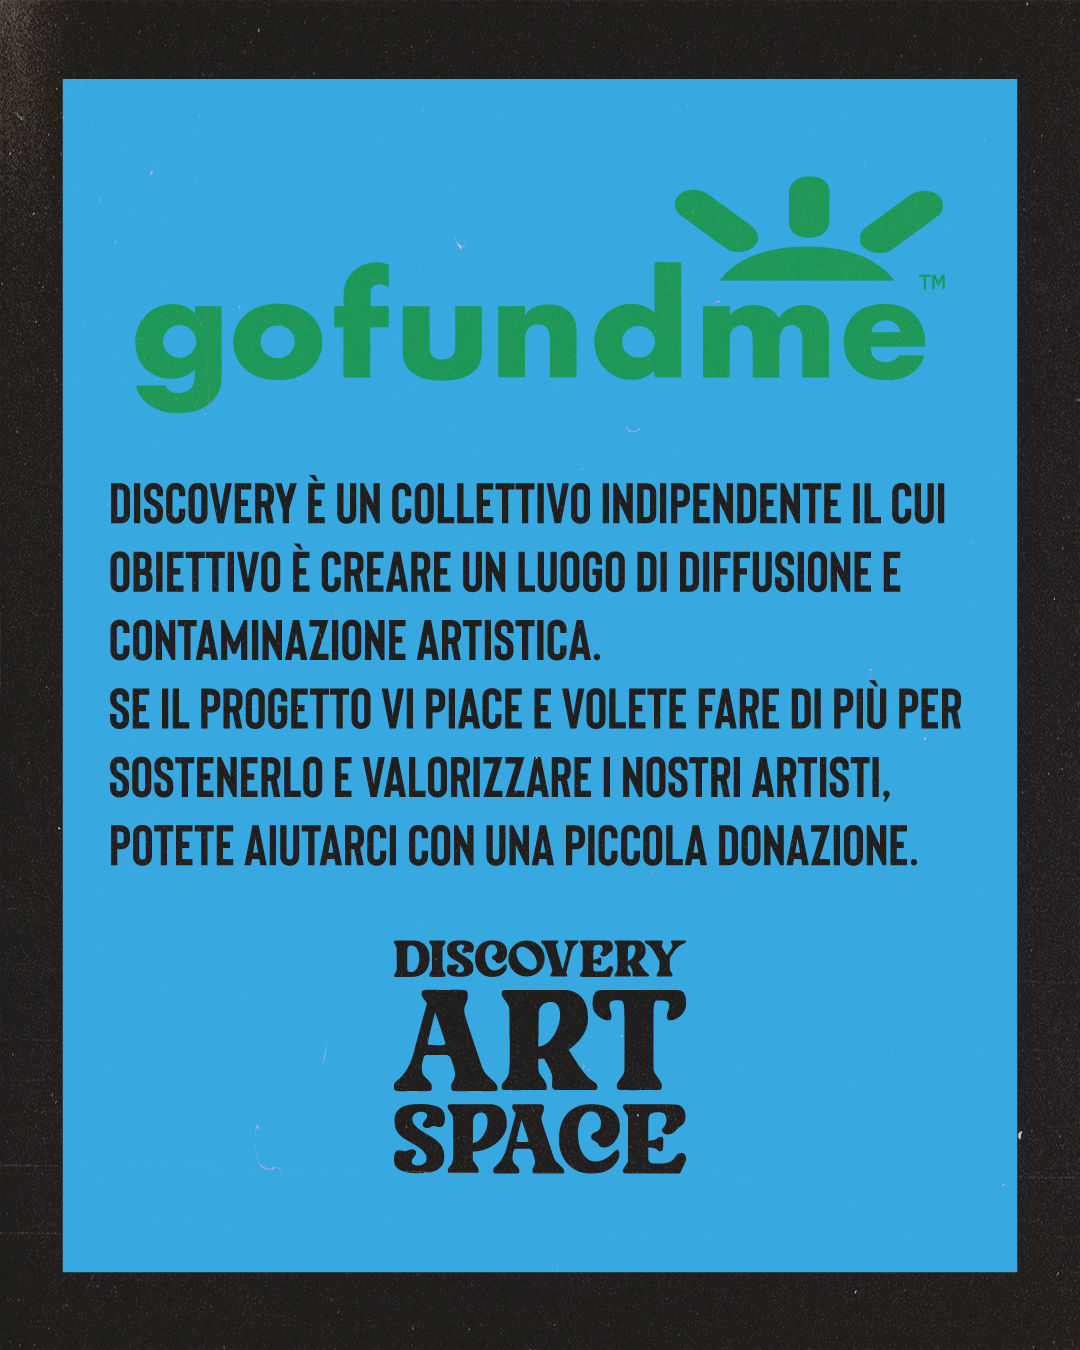 gofundme™
DISCOVERY È UN COLLETTIVO INDIPENDENTE IL CUI
OBIETTIVO È CREARE UN LUOGO DI DIFFUSIONE E
CONTAMINAZIONE ARTISTICA.
SE IL PROGETTO VI PIACE E VOLETE FARE DI PIÙ PER
SOSTENERLO E VALORIZZARE I NOSTRI ARTISTI,
POTETE AIUTARCI CON UNA PICCOLA DONAZIONE.
DISCOVERY
ART
SPACE